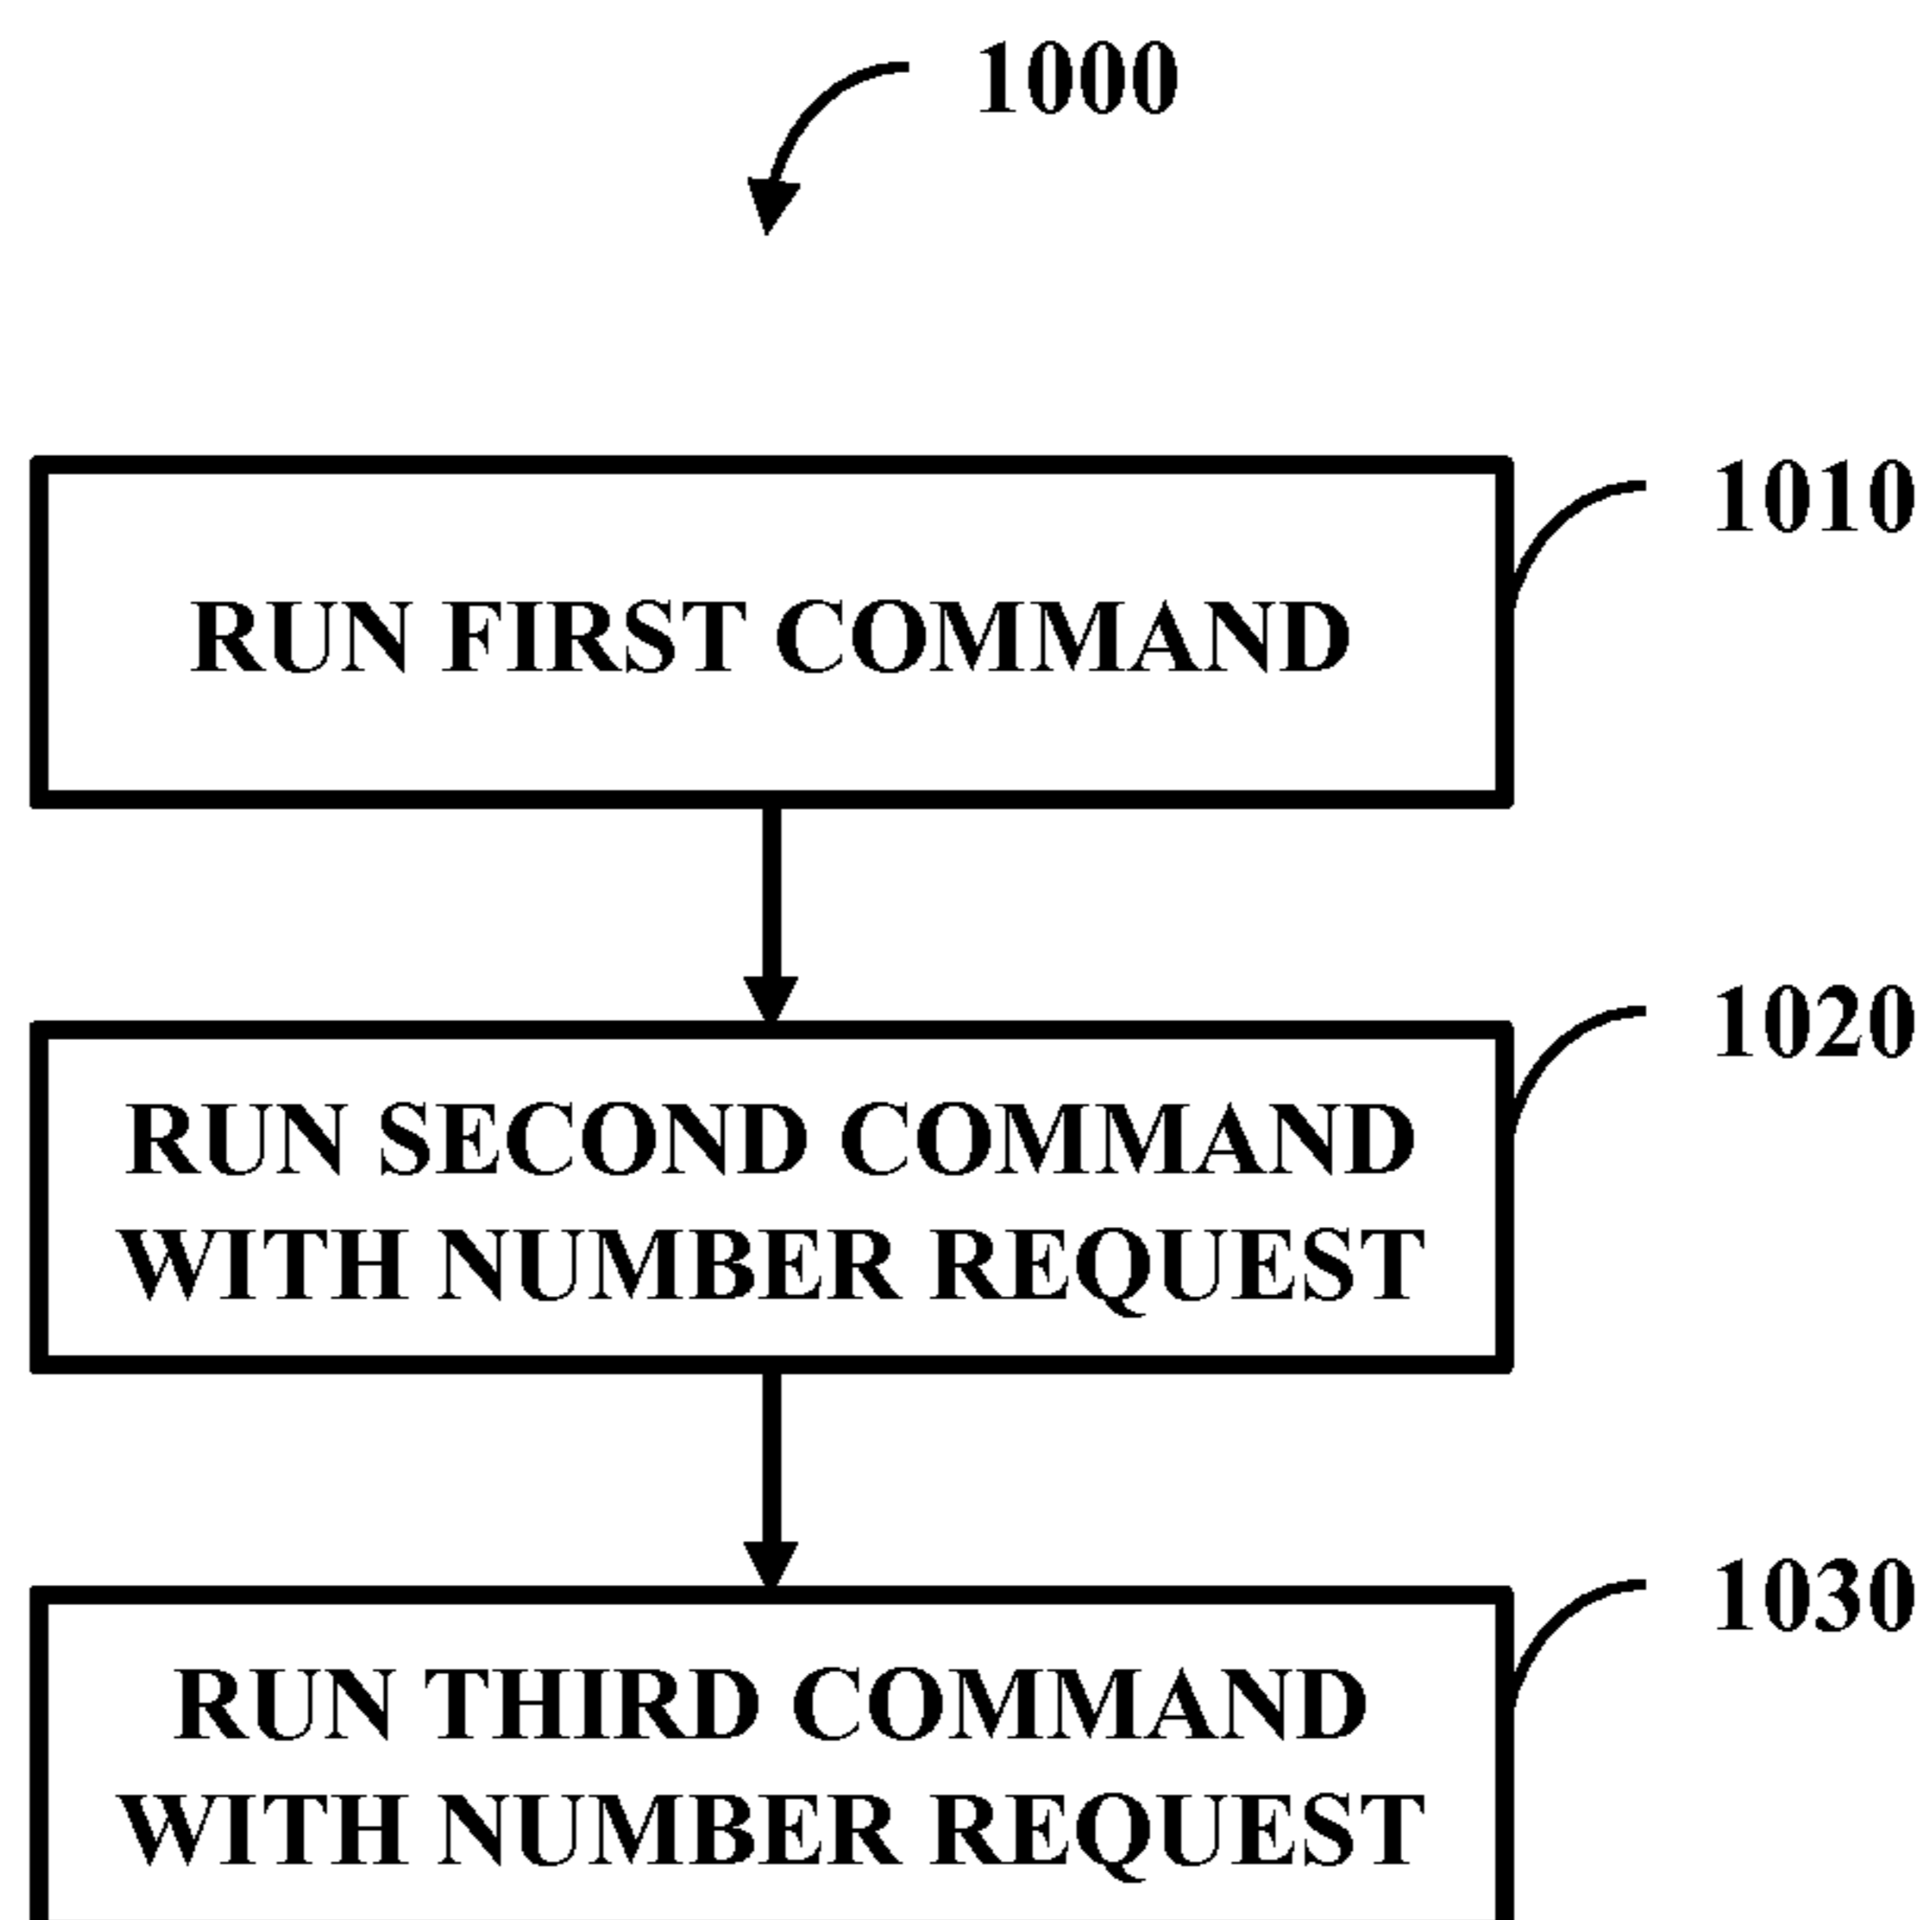 1000
1010
RUN FIRST COMMAND
1020
RUN SECOND COMMAND
WITH NUMBER REQUEST
1030
RUN THIRD COMMAND
WITH NUMBER REQUEST